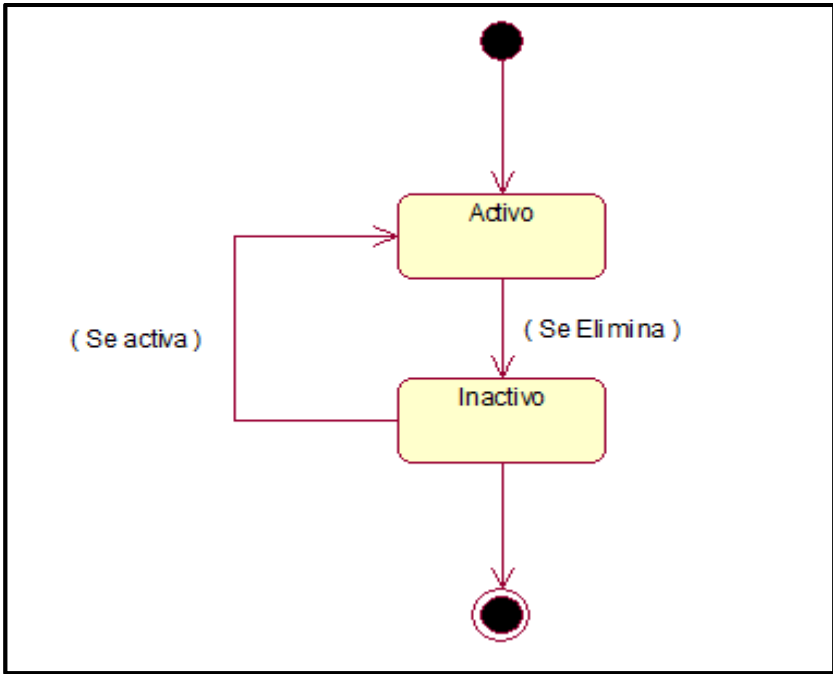 Activo
( Se activa )
( Se Elimina )
Inactivo